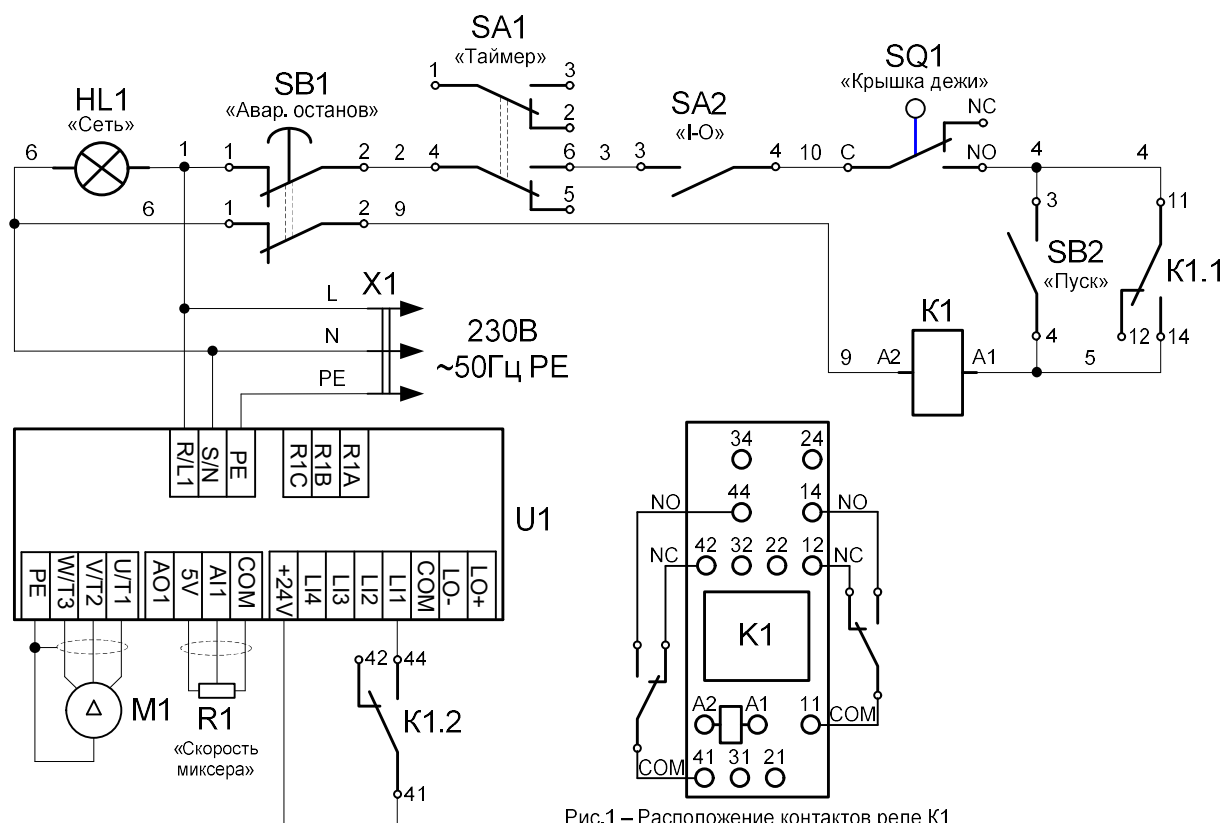 SA1
«Таймер»
1
3
2
HL1
«Сеть»
SB1
«Авар. останов»
SA2
«I-O»
SQ1
«Крышка дежи»
NC
6
1
1
2
2
4
6
3
3
4
10
C
NO
4
4
5
6
1
2
9
3
11
SB2
«Пуск»
К1.1
X1
L
N
PE
230В
~50Гц PE
К1
9
A2
A1
4
5
12
14
R/L1
S/N
PE
R1C
R1B
R1A
U1
PE
W/T3
V/T2
U/T1
AO1
5V
AI1
COM
+24V
LI4
LI3
LI2
LI1
COM
LO-
LO+
M1
R1
«Скорость
миксера»
42
44
К1.2
41
34
24
NO
44
14
NO
NC
42
32
22
12
NC
К1
A2
A1
11
COM
COM
41
31
21
Рис.1 – Расположение контактов реле К1